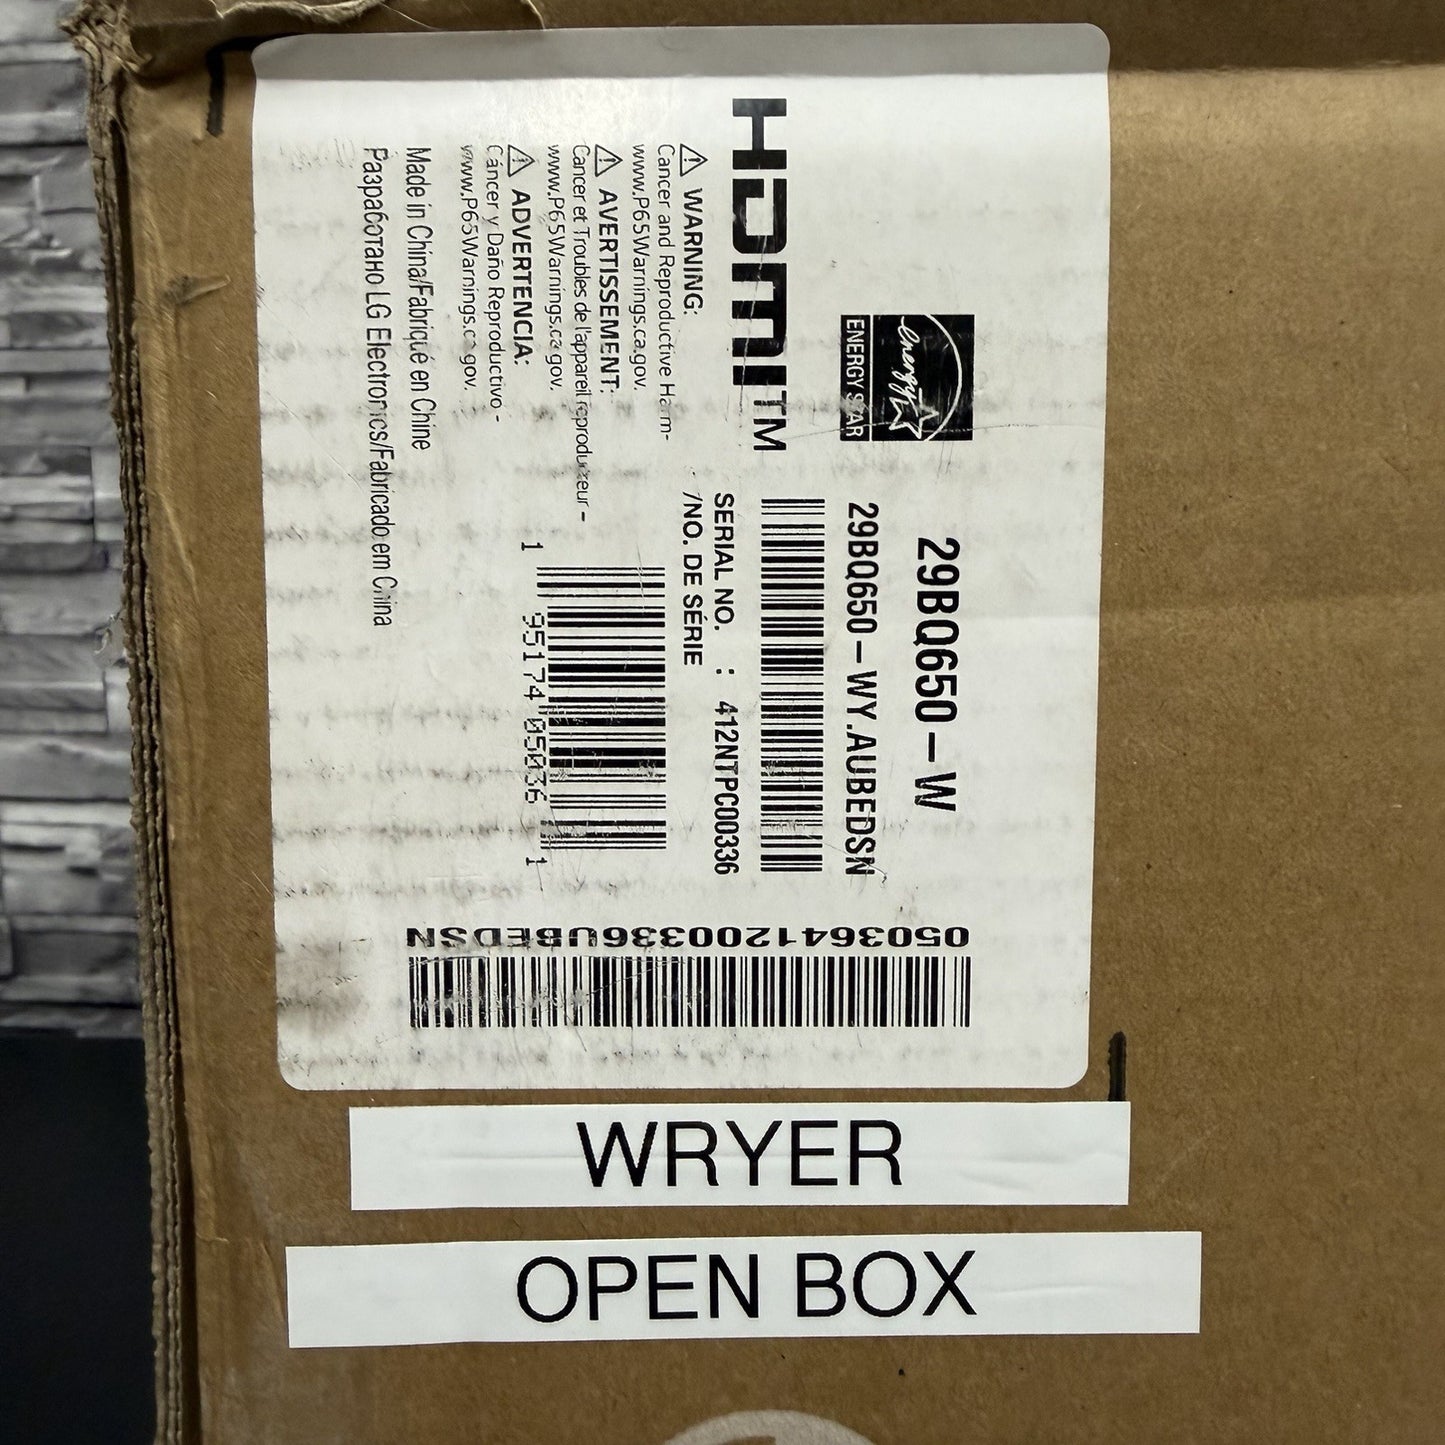 HDMI™
energy
ENERGY STAR
⚠ WARNING:
Cancer and Reproductive Harm-
www.P65Warnings.ca.gov.
⚠ AVERTISSEMENT:
Cancer et Troubles de l'appareil reproducteur -
www.P65Warnings.ca.gov.
⚠ ADVERTENCIA:
Cáncer y Daño Reproductivo -
www.P65Warnings.ca.gov.
Made in China/Fabriqué en Chine
Разработано LG Electronics/Fabricado em China
29BQ650-W
29BQ650-WY.AUBEDSN
SERIAL NO. : 412NTPC00336
/NO. DE SÉRIE
1 95174 05036 1
0503641200336UBEDSN
WRYER
OPEN BOX